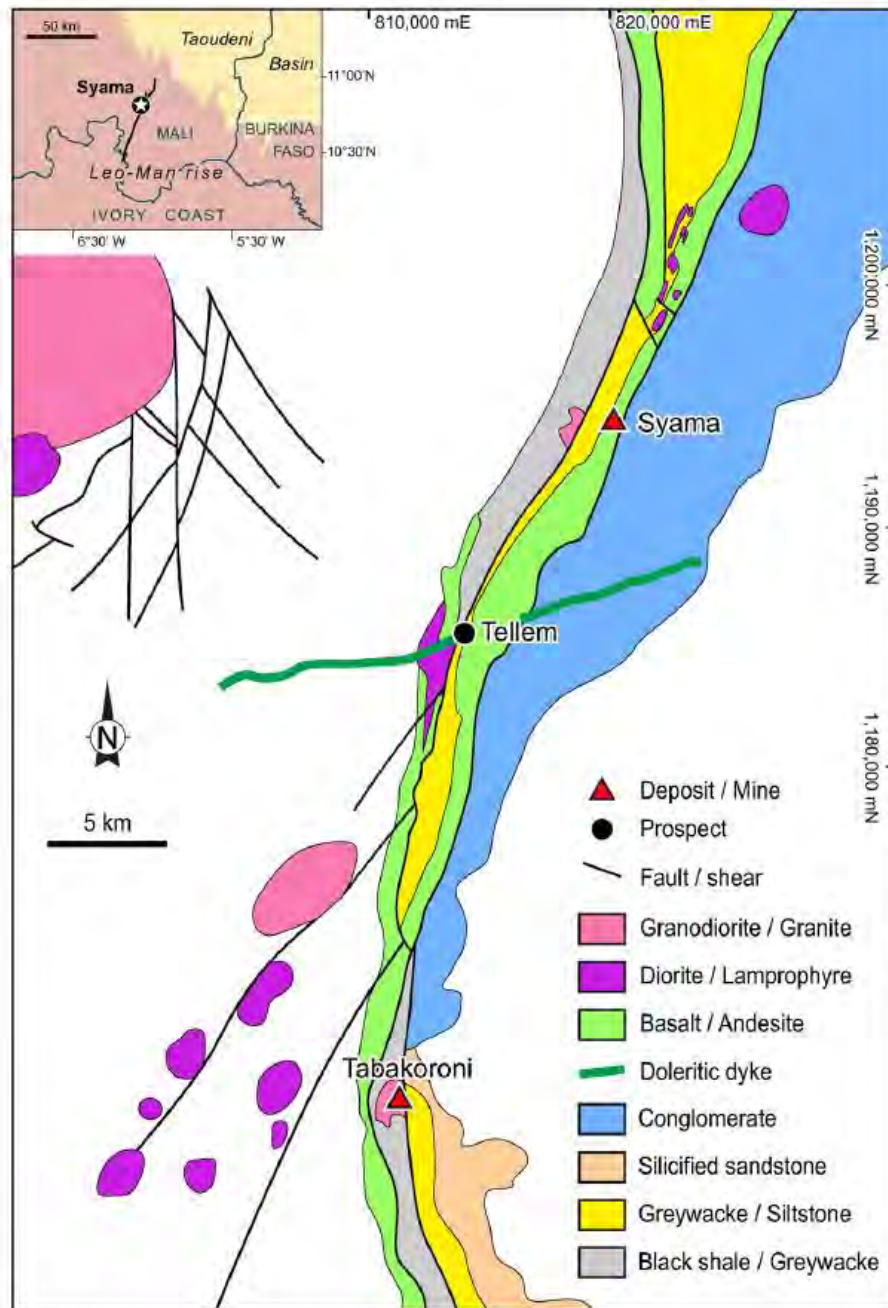 810,000 mE
820,000 mE
50 km
Taoudeni
Basin
11°00'N
Syama
MALI
BURKINA
FASO
10°30'N
Leo-Man rise
IVORY COAST
6°30' W
5°30' W
1,200,000 mN
Syama
1,190,000 mN
Tellem
N
1,180,000 mN
5 km
Deposit / Mine
Prospect
Fault / shear
Granodiorite / Granite
Diorite / Lamprophyre
Basalt / Andesite
Doleritic dyke
Tabakoroni
Conglomerate
Silicified sandstone
Greywacke / Siltstone
Black shale / Greywacke